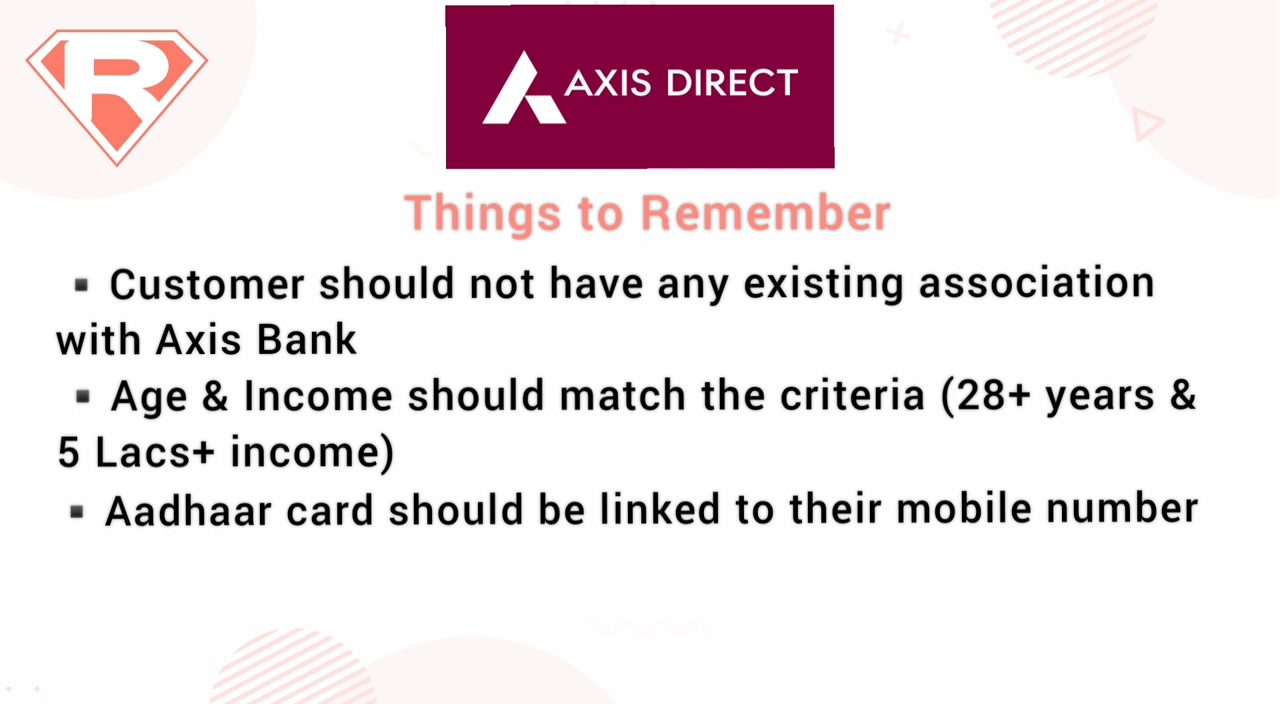 R
AXIS DIRECT
Things to Remember
▪ Customer should not have any existing association
with Axis Bank
▪ Age & Income should match the criteria (28+ years &
5 Lacs+ income)
▪ Aadhaar card should be linked to their mobile number